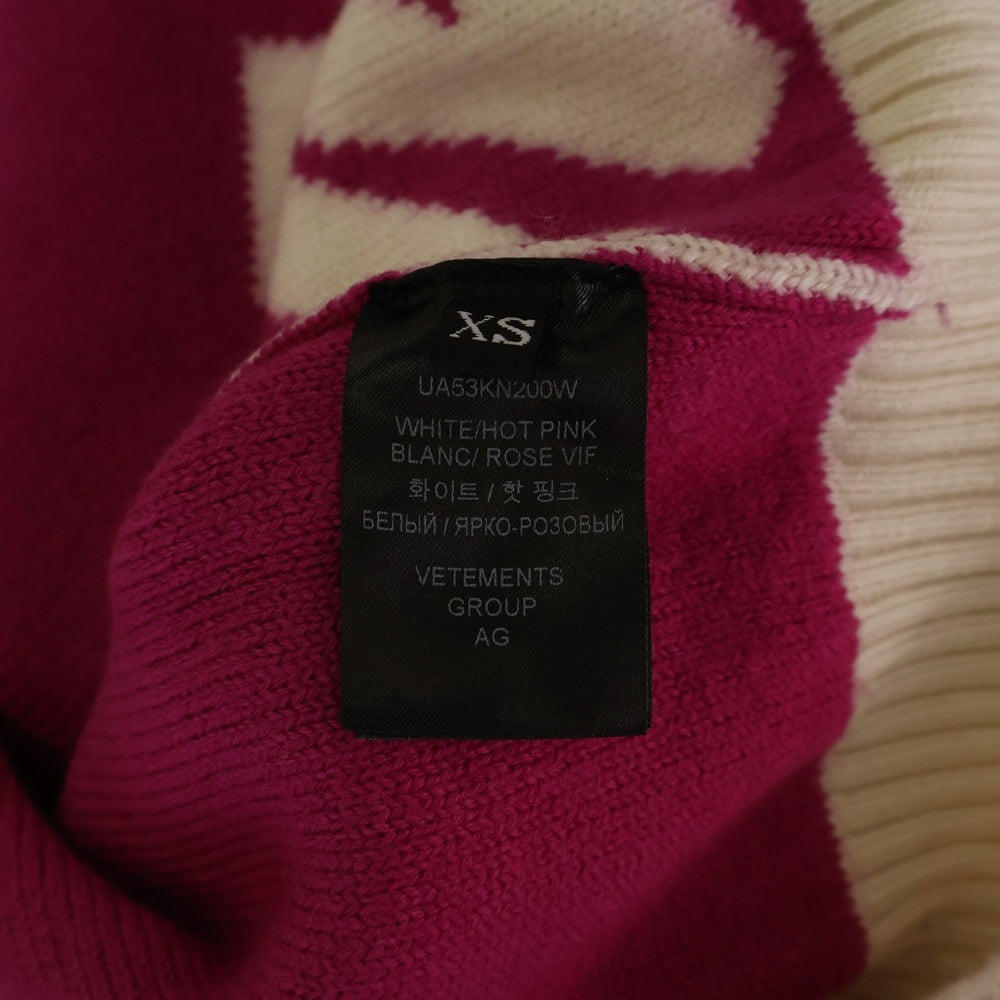 XS
UA53KN200W
WHITE/HOT PINK
BLANC/ ROSE VIF
화이트 / 핫 핑크
БЕЛЫЙ / ЯРКО-РОЗОВЫЙ
VETEMENTS
GROUP
AG